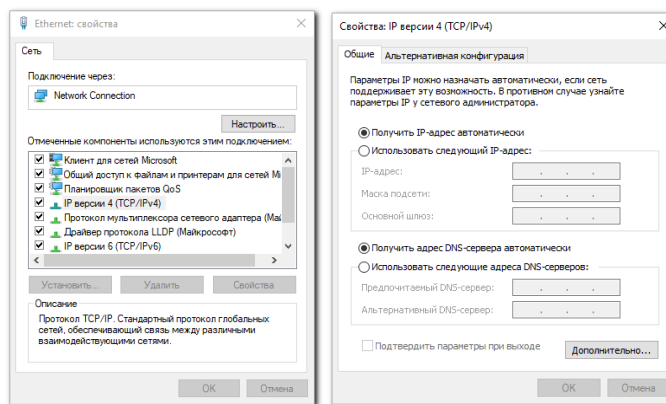 Ethernet: свойства
Сеть
Подключение через:
Network Connection
Настроить...
Отмеченные компоненты используются этим подключением:
Клиент для сетей Microsoft
Общий доступ к файлам и принтерам для сетей Mi
Планировщик пакетов QoS
IP версии 4 (TCP/IPv4)
Протокол мультиплексора сетевого адаптера (Май
Драйвер протокола LLDP (Майкрософт)
IP версии 6 (TCP/IPv6)
Установить...
Удалить
Свойства
Описание
Протокол TCP/IP. Стандартный протокол глобальных
сетей, обеспечивающий связь между различными
взаимодействующими сетями.
OK
Отмена
Свойства: IP версии 4 (TCP/IPv4)
Общие
Альтернативная конфигурация
Параметры IP можно назначать автоматически, если сеть
поддерживает эту возможность. В противном случае узнайте
параметры IP у сетевого администратора.
Получить IP-адрес автоматически
Использовать следующий IP-адрес:
IP-адрес:
Маска подсети:
Основной шлюз:
Получить адрес DNS-сервера автоматически
Использовать следующие адреса DNS-серверов:
Предпочитаемый DNS-сервер:
Альтернативный DNS-сервер:
Подтвердить параметры при выходе
Дополнительно...
OK
Отмена